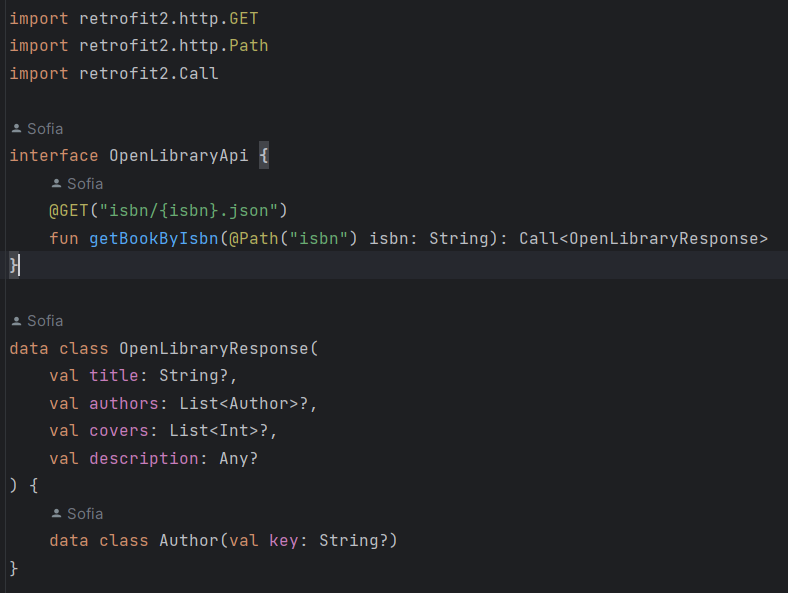 import retrofit2.http.GET
import retrofit2.http.Path
import retrofit2.Call
Sofia
interface OpenLibraryApi {
Sofia
@GET("isbn/{isbn}.json")
fun getBookByIsbn(@Path("isbn") isbn: String): Call<OpenLibraryResponse>
}
Sofia
data class OpenLibraryResponse(
val title: String?,
val authors: List<Author>?,
val covers: List<Int>?,
val description: Any?
) {
Sofia
data class Author(val key: String?)
}